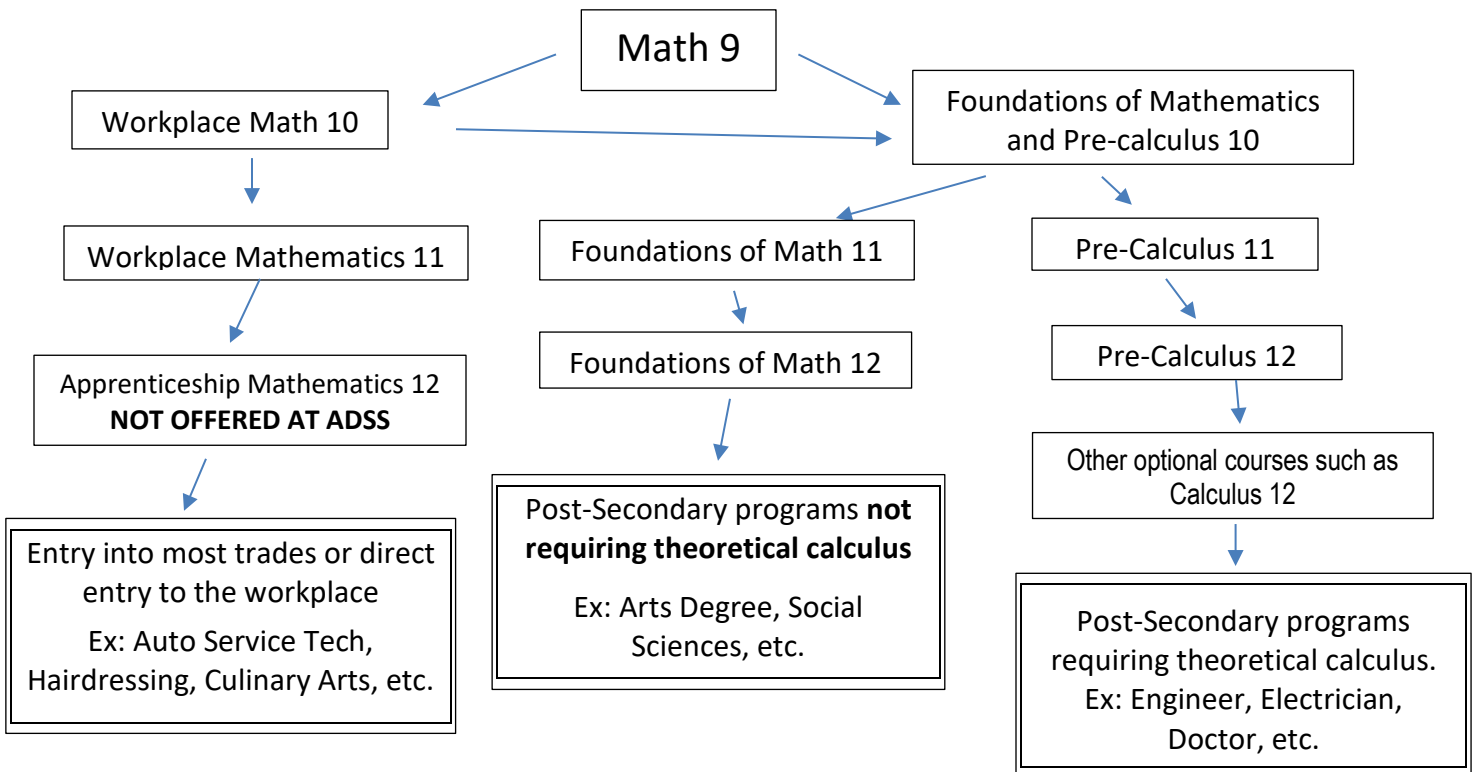 Math 9
Workplace Math 10
Foundations of Mathematics
and Pre-calculus 10
Workplace Mathematics 11
Foundations of Math 11
Pre-Calculus 11
Apprenticeship Mathematics 12
NOT OFFERED AT ADSS
Foundations of Math 12
Pre-Calculus 12
Other optional courses such as
Calculus 12
Entry into most trades or direct
entry to the workplace
Ex: Auto Service Tech,
Hairdressing, Culinary Arts, etc.
Post-Secondary programs not
requiring theoretical calculus
Ex: Arts Degree, Social
Sciences, etc.
Post-Secondary programs
requiring theoretical calculus.
Ex: Engineer, Electrician,
Doctor, etc.